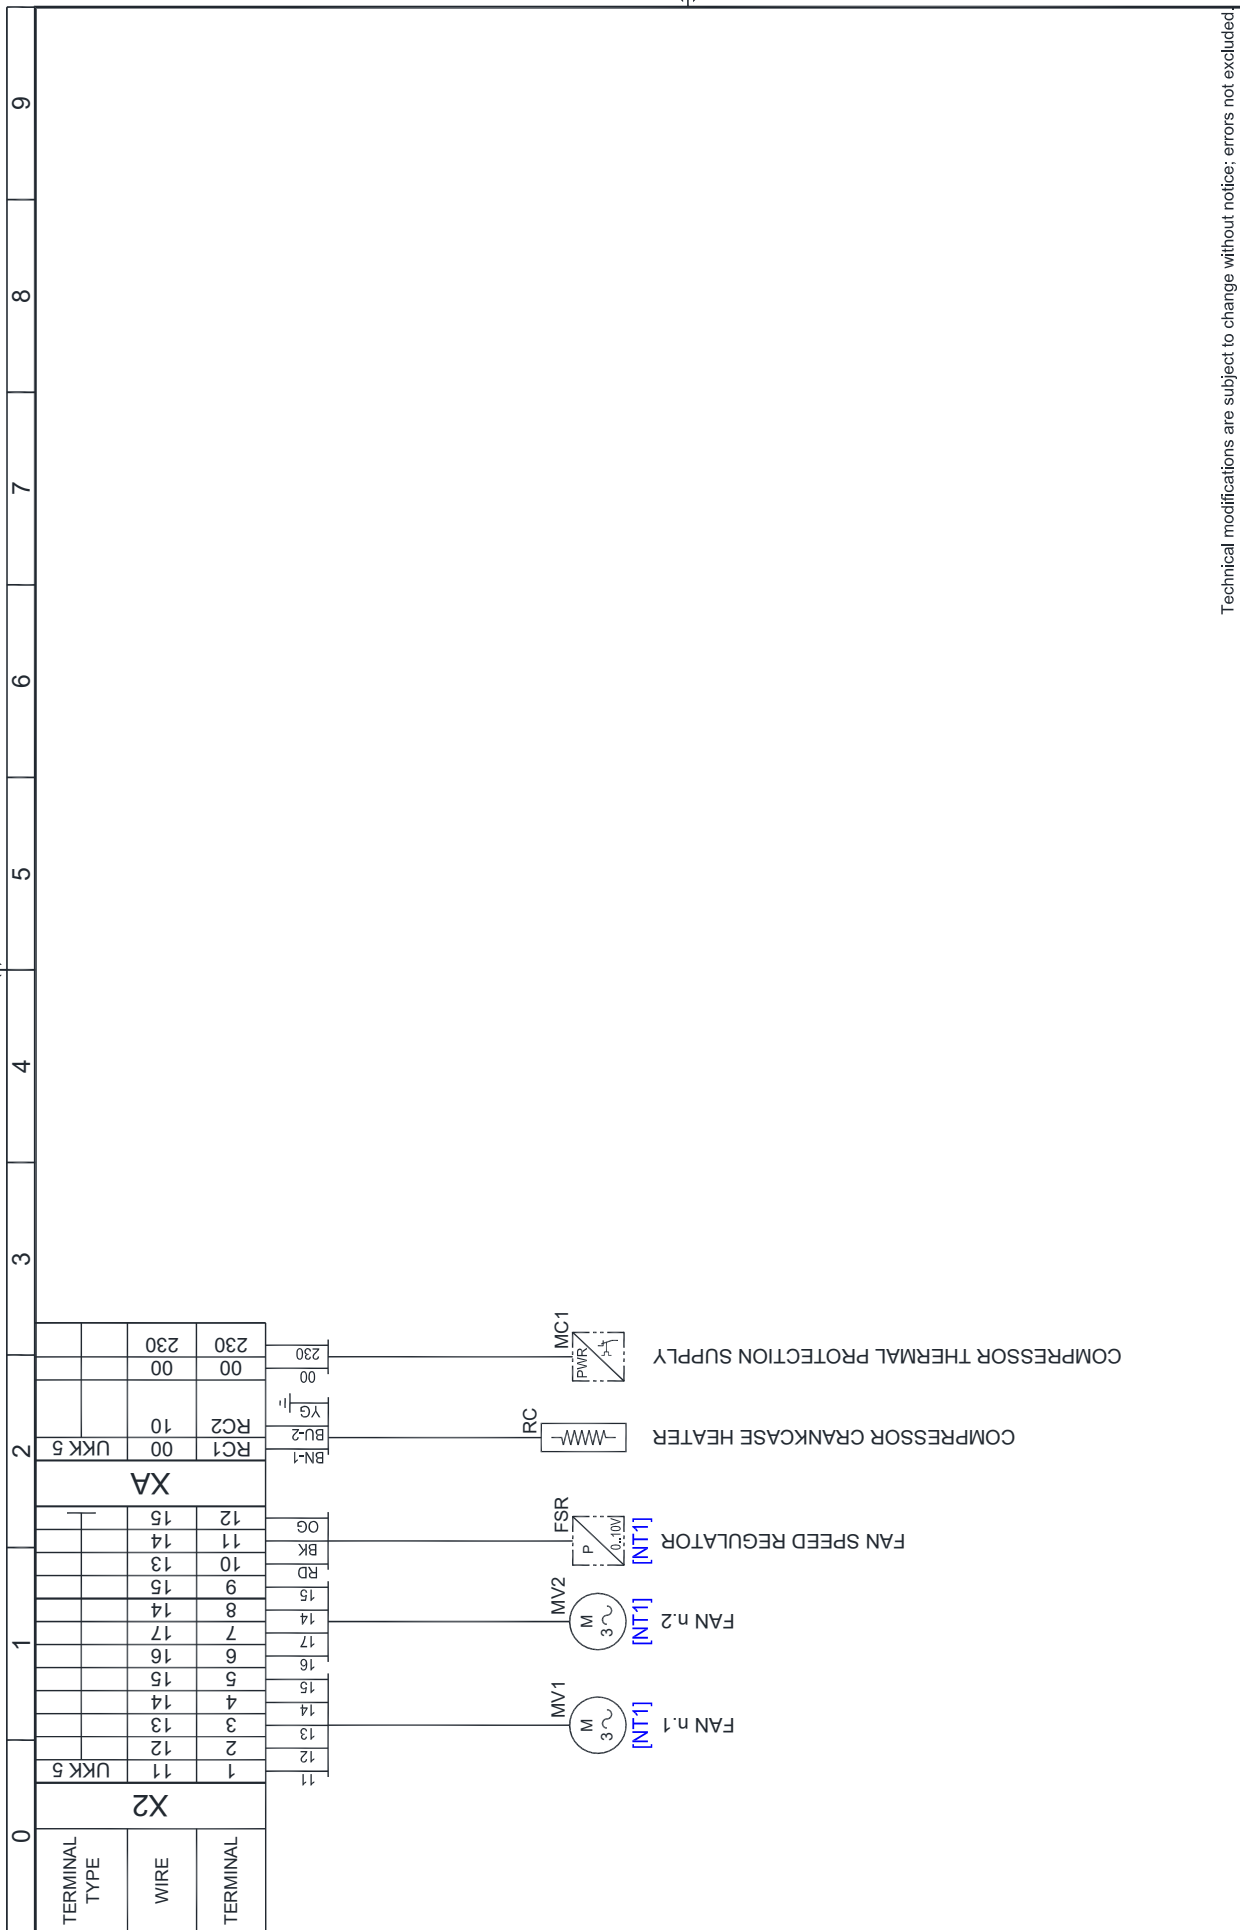 0 1 2 3 4 5 6 7 8 9
TERMINAL
TYPE
WIRE
TERMINAL
X2
UKK 5 11 1
12 2
13 3
14 4
15 5
16 6
17 7
14 8
15 9
13 10
14 11
15 12
XA
UKK 5 00 RC1
10 RC2
00 00
230 230
11
12
13
14
15
16
17
14
15
RD
BK
OG
BN-1
BU-2
YG
00
230
MV1
M
3
[NT1]
FAN n.1
MV2
M
3
[NT1]
FAN n.2
FSR
P
0..10V
[NT1]
FAN SPEED REGULATOR
RC
COMPRESSOR CRANKCASE HEATER
MC1
PWR
COMPRESSOR THERMAL PROTECTION SUPPLY
Technical modifications are subject to change without notice; errors not excluded.